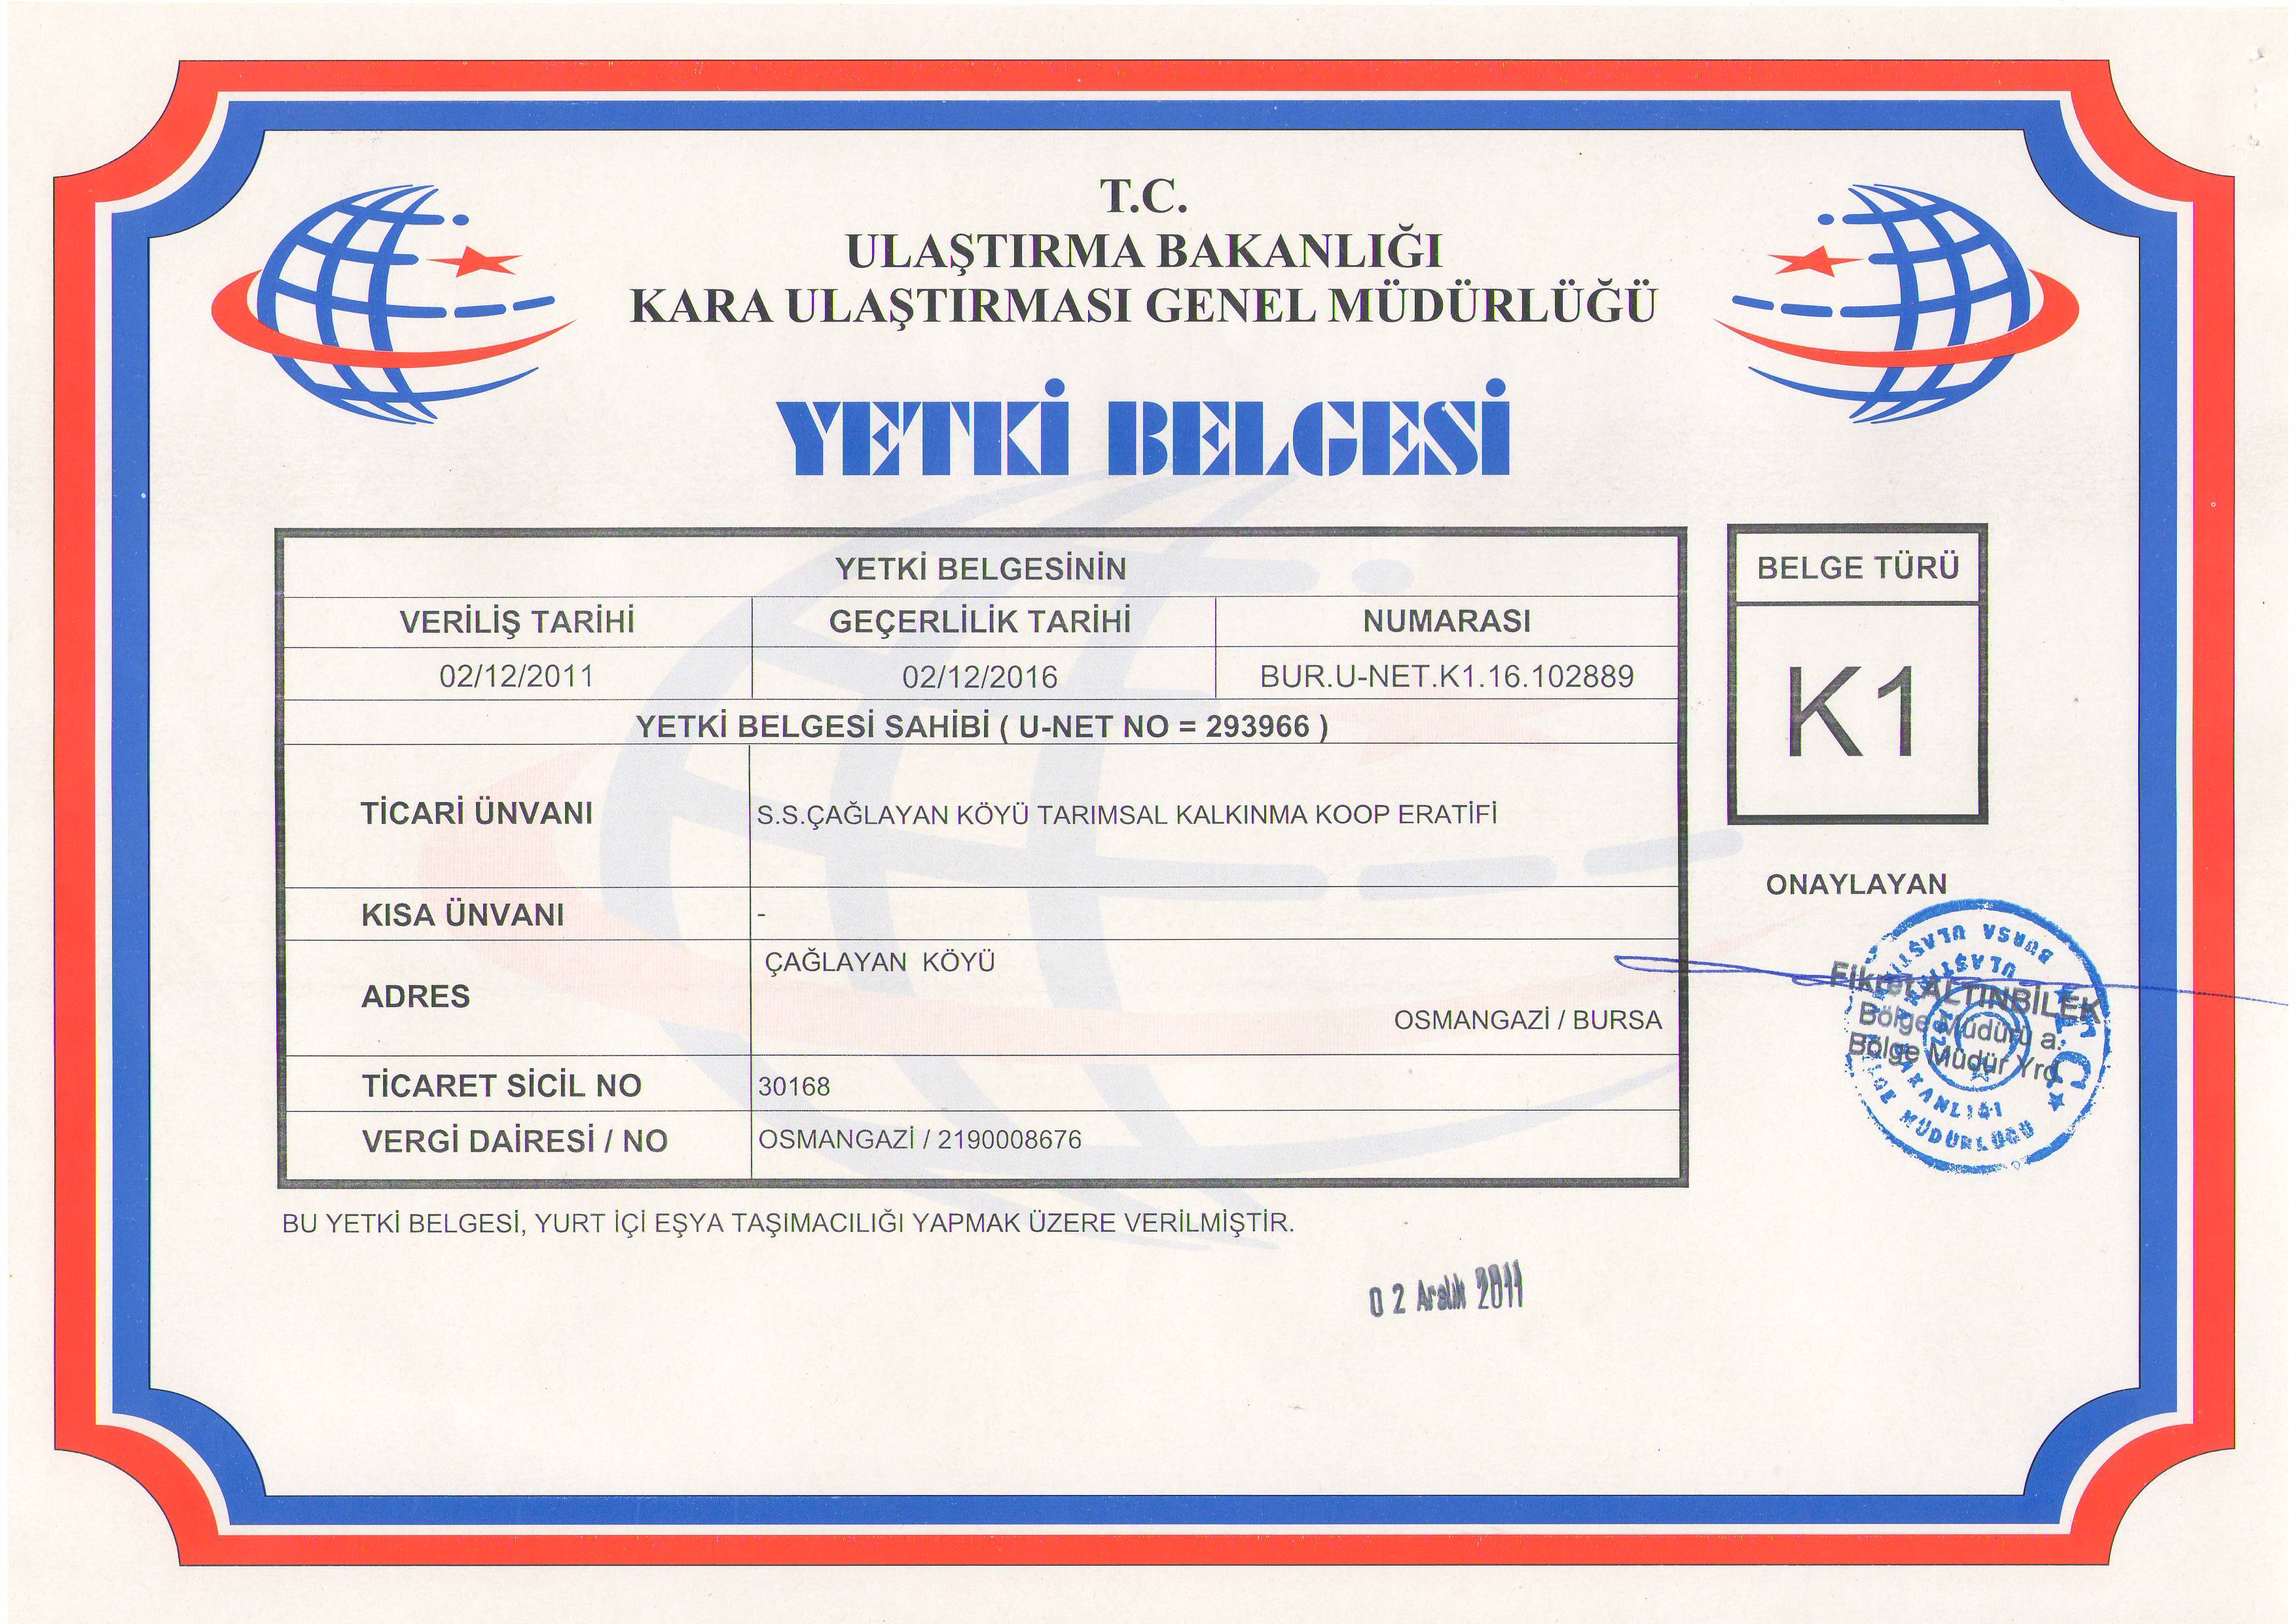 T.C.
ULAŞTIRMA BAKANLIĞI
KARA ULAŞTIRMASI GENEL MÜDÜRLÜĞÜ
YETKİ BELGESİ
YETKİ BELGESİNİN
VERİLİŞ TARİHİ GEÇERLİLİK TARİHİ NUMARASI
02/12/2011 02/12/2016 BUR.U-NET.K1.16.102889
YETKİ BELGESİ SAHİBİ ( U-NET NO = 293966 )
TİCARİ ÜNVANI S.S.ÇAĞLAYAN KÖYÜ TARIMSAL KALKINMA KOOP ERATİFİ
KISA ÜNVANI -
ADRES ÇAĞLAYAN KÖYÜ
OSMANGAZİ / BURSA
TİCARET SİCİL NO 30168
VERGİ DAİRESİ / NO OSMANGAZİ / 2190008676
BELGE TÜRÜ
K1
ONAYLAYAN
Fikret ALTINBİLEK
Bölge Müdürü a.
Bölge Müdür Yrd.
T.C.
BURSA
BAKANLIĞI
MÜDÜRLÜĞÜ
BU YETKİ BELGESİ, YURT İÇİ EŞYA TAŞIMACILIĞI YAPMAK ÜZERE VERİLMİŞTİR.
02 Aralık 2011